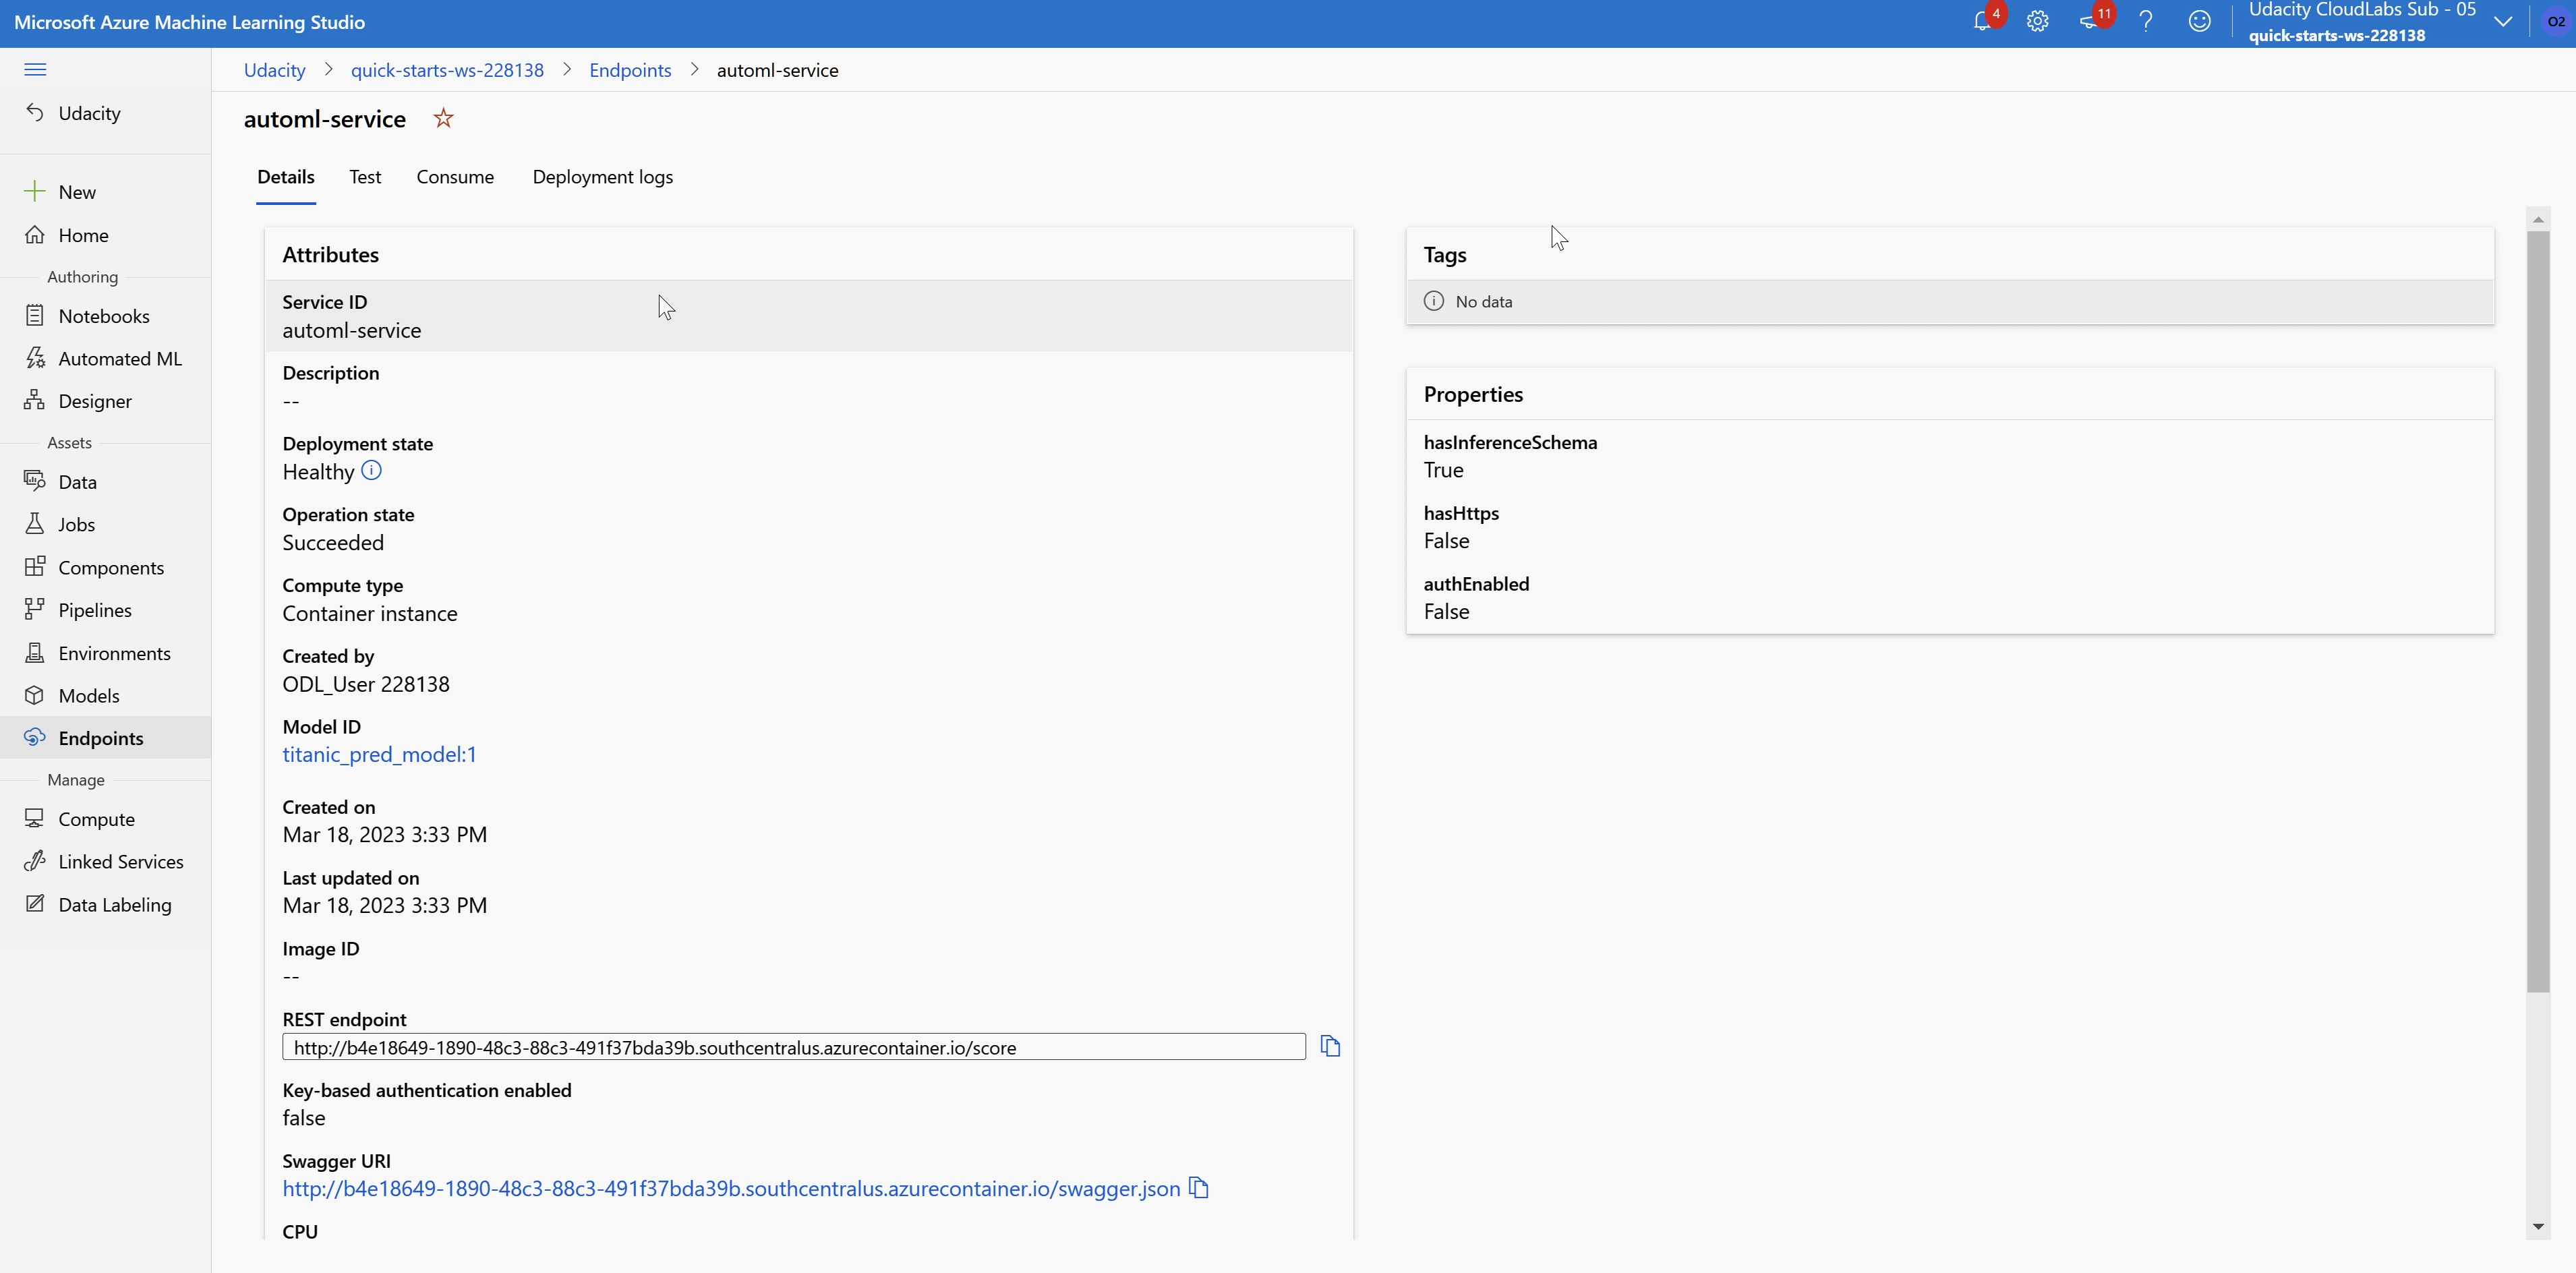 Microsoft Azure Machine Learning Studio
4
11
Udacity CloudLabs Sub - 05
quick-starts-ws-228138
O2
Udacity > quick-starts-ws-228138 > Endpoints > automl-service
Udacity
New
Home
Authoring
Notebooks
Automated ML
Designer
Assets
Data
Jobs
Components
Pipelines
Environments
Models
Endpoints
Manage
Compute
Linked Services
Data Labeling
automl-service
Details Test Consume Deployment logs
Attributes
Service ID
automl-service
Description
--
Deployment state
Healthy
Operation state
Succeeded
Compute type
Container instance
Created by
ODL_User 228138
Model ID
titanic_pred_model:1
Created on
Mar 18, 2023 3:33 PM
Last updated on
Mar 18, 2023 3:33 PM
Image ID
--
REST endpoint
http://b4e18649-1890-48c3-88c3-491f37bda39b.southcentralus.azurecontainer.io/score
Key-based authentication enabled
false
Swagger URI
http://b4e18649-1890-48c3-88c3-491f37bda39b.southcentralus.azurecontainer.io/swagger.json
CPU
Tags
No data
Properties
hasInferenceSchema
True
hasHttps
False
authEnabled
False